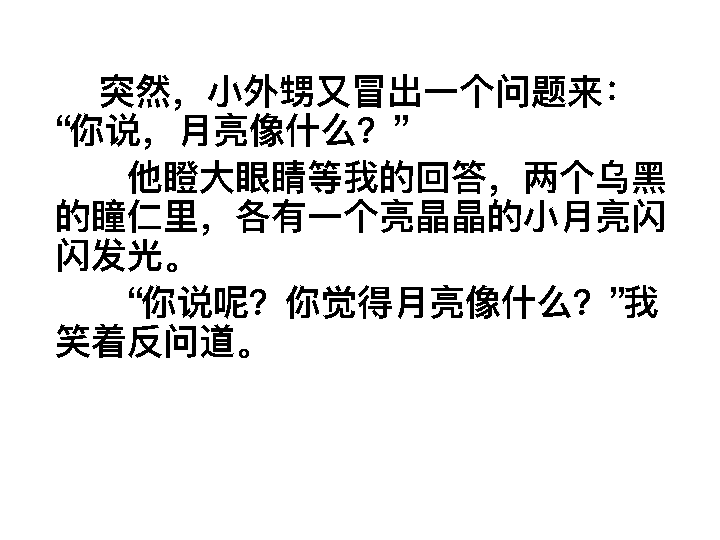 突然，小外甥又冒出一个问题来：
“你说，月亮像什么？”
他瞪大眼睛等我的回答，两个乌黑
的瞳仁里，各有一个亮晶晶的小月亮闪
闪发光。
“你说呢？你觉得月亮像什么？”我
笑着反问道。